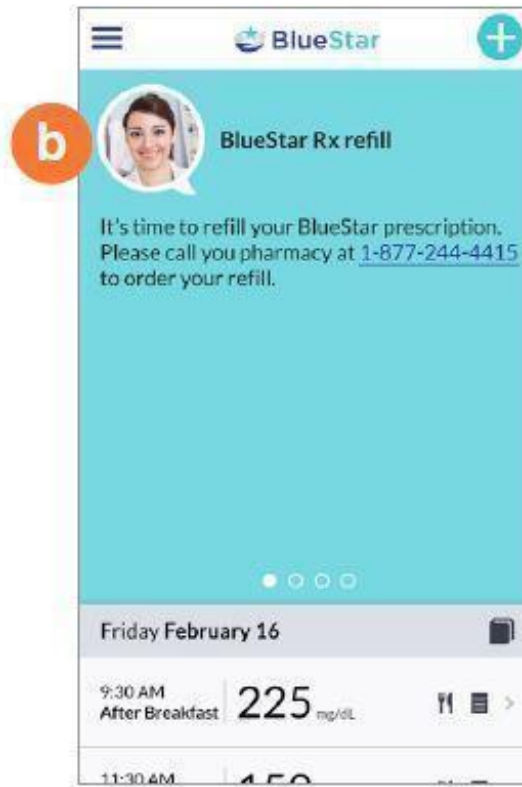 BlueStar
b
BlueStar Rx refill
It's time to refill your BlueStar prescription.
Please call you pharmacy at 1-877-244-4415
to order your refill.
Friday February 16
9:30 AM
After Breakfast
225 mg/dL
11:30 AM